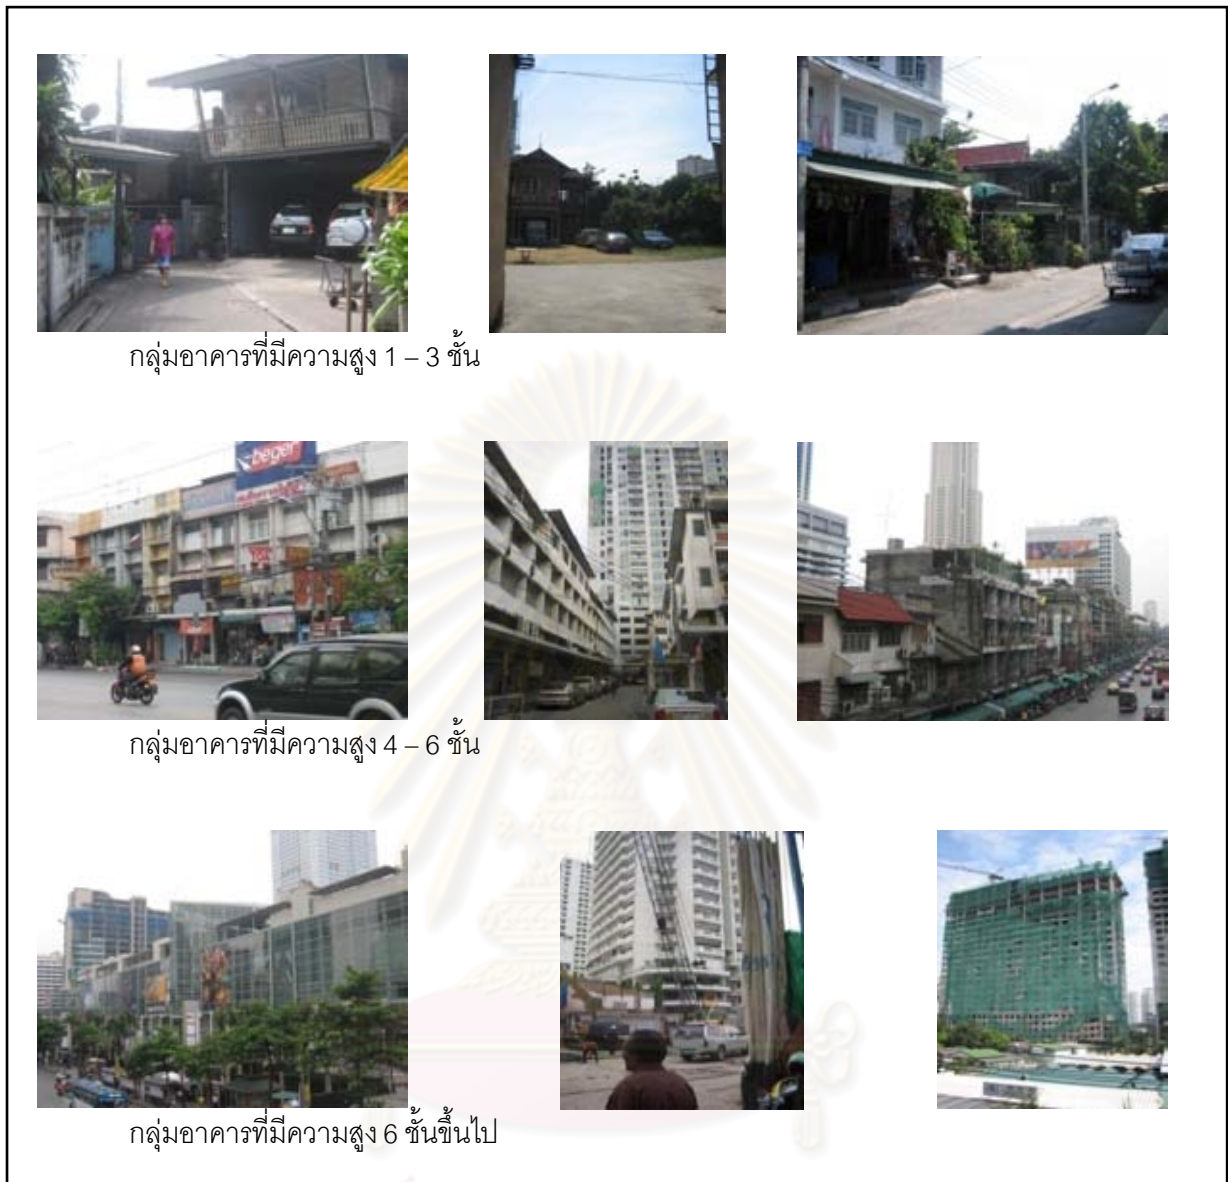 beger
กลุ่มอาคารที่มีความสูง 1 – 3 ชั้น
กลุ่มอาคารที่มีความสูง 4 – 6 ชั้น
กลุ่มอาคารที่มีความสูง 6 ชั้นขึ้นไป